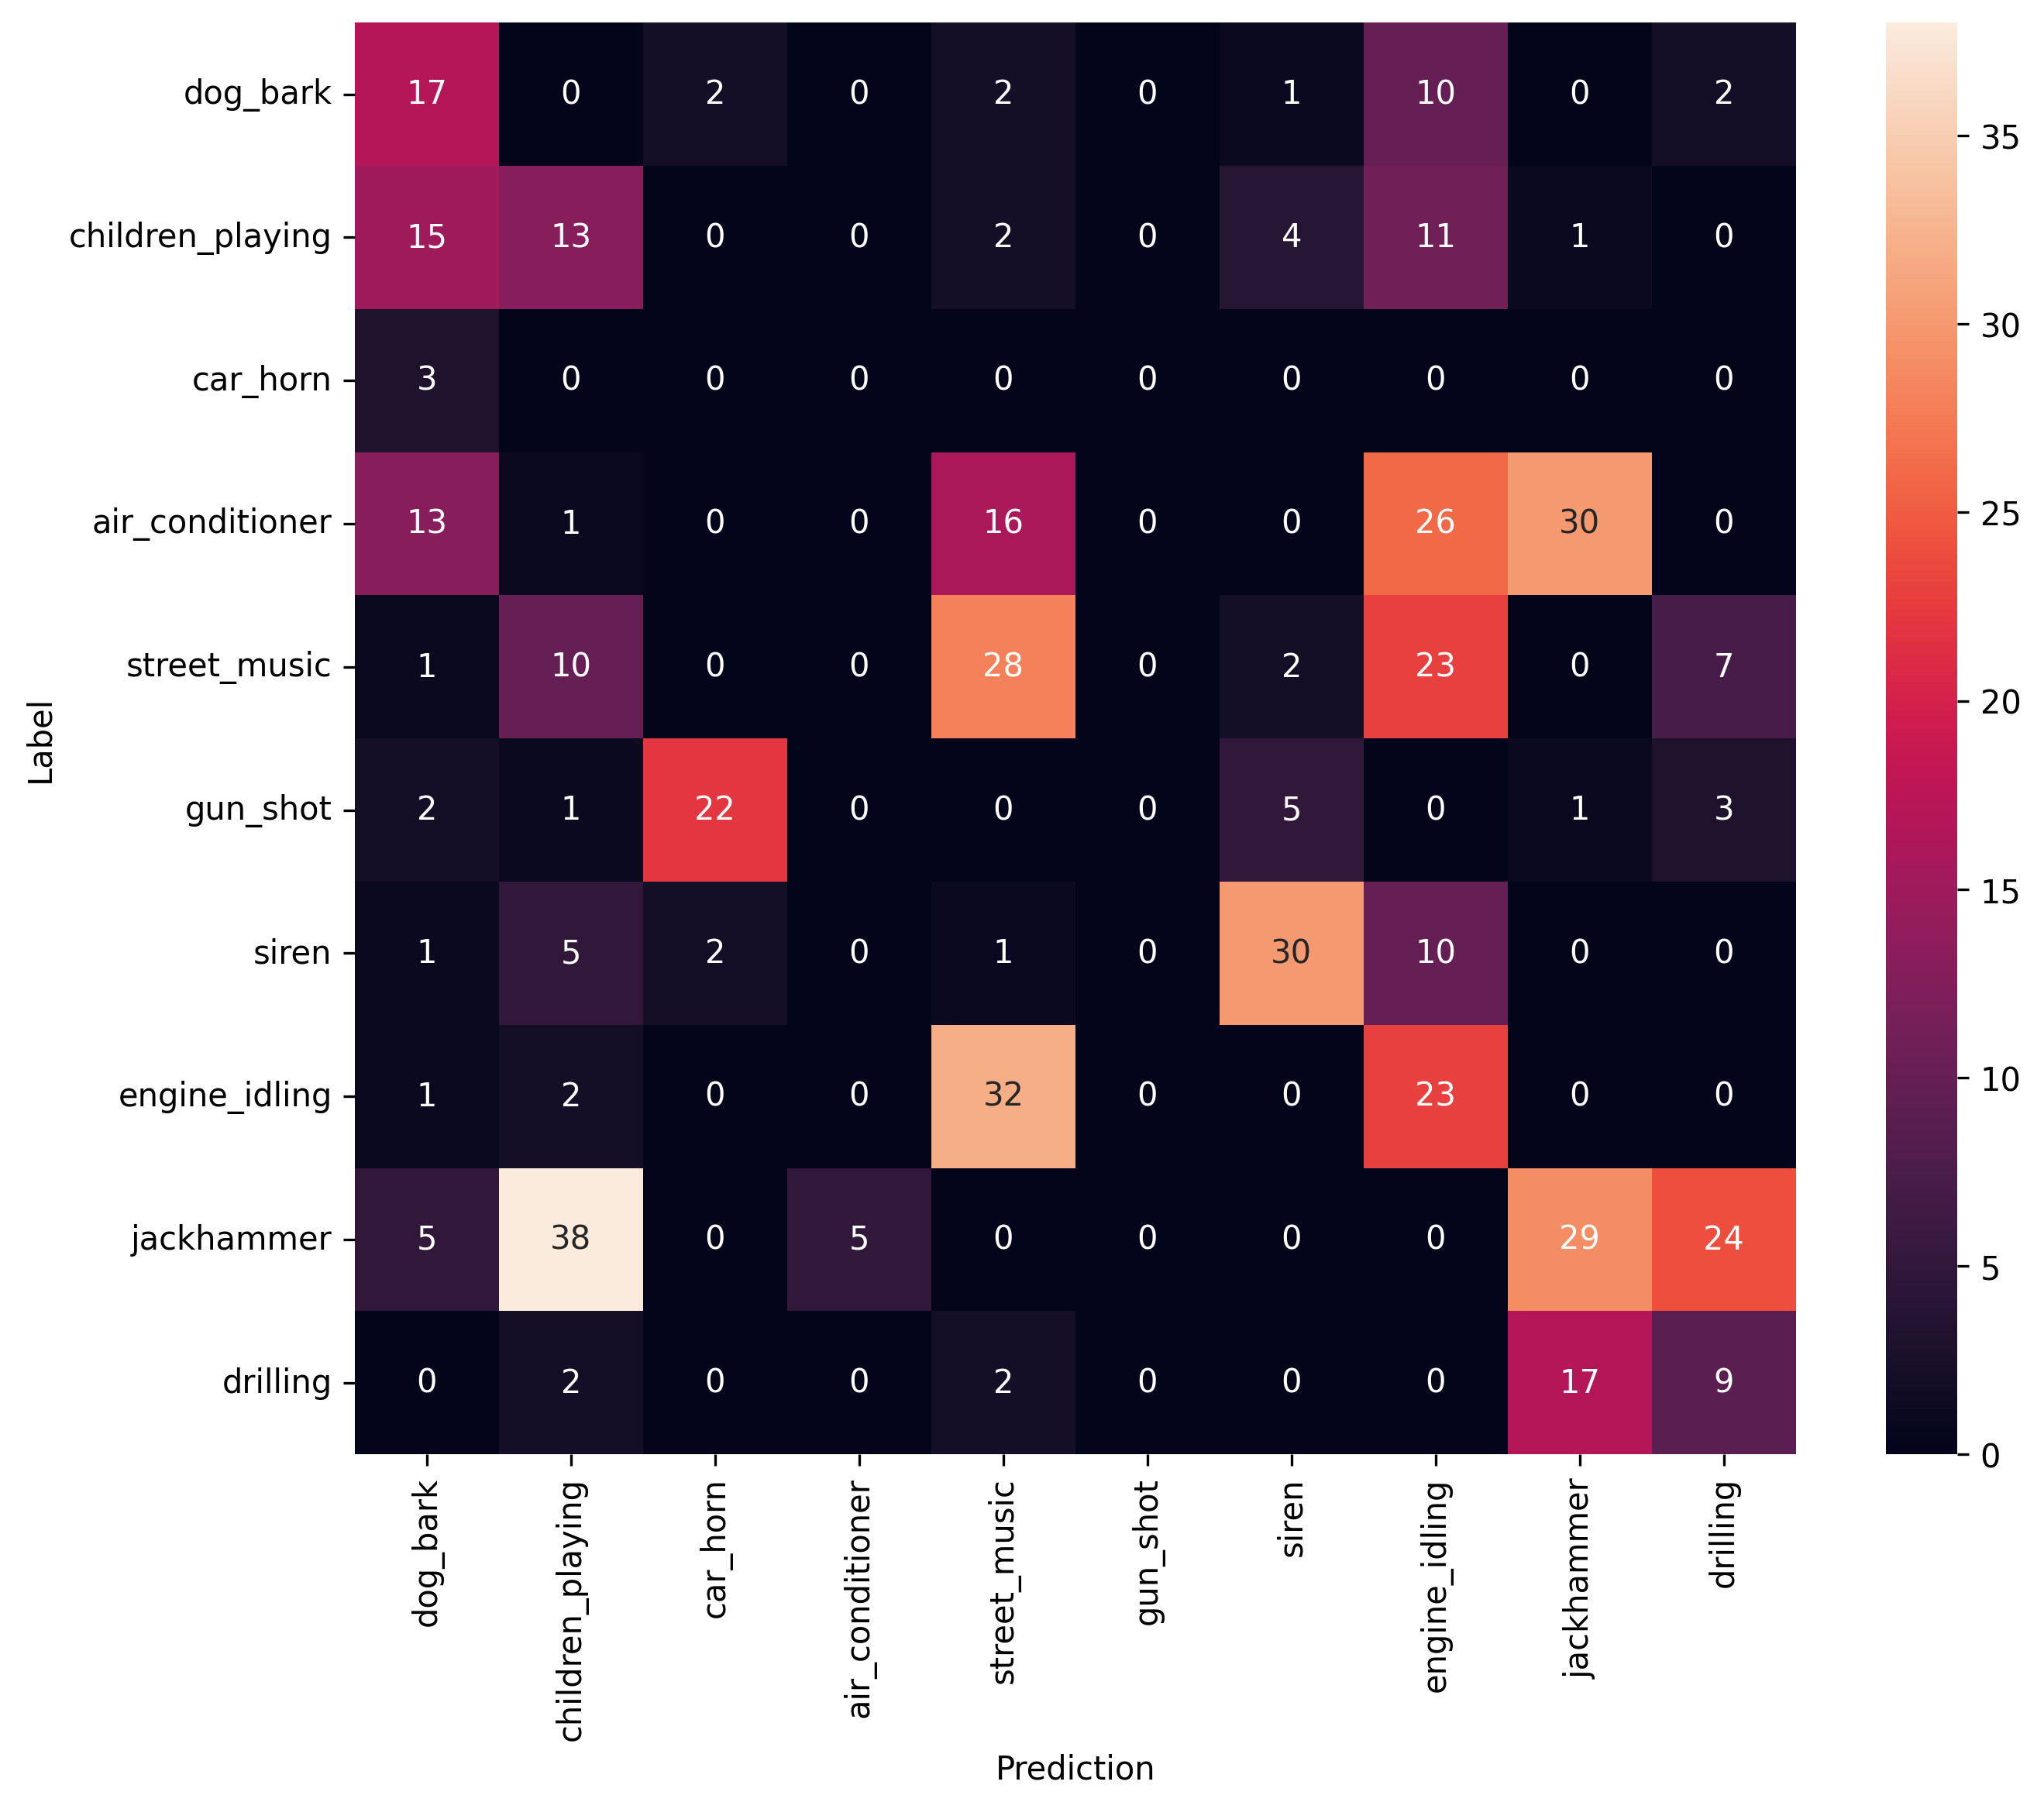 dog_bark 17 0 2 0 2 0 1 10 0 2
children_playing 15 13 0 0 2 0 4 11 1 0
car_horn 3 0 0 0 0 0 0 0 0 0
air_conditioner 13 1 0 0 16 0 0 26 30 0
street_music 1 10 0 0 28 0 2 23 0 7
gun_shot 2 1 22 0 0 0 5 0 1 3
siren 1 5 2 0 1 0 30 10 0 0
engine_idling 1 2 0 0 32 0 0 23 0 0
jackhammer 5 38 0 5 0 0 0 0 29 24
drilling 0 2 0 0 2 0 0 0 17 9
Label
dog_bark
children_playing
car_horn
air_conditioner
street_music
gun_shot
siren
engine_idling
jackhammer
drilling
Prediction
35
30
25
20
15
10
5
0